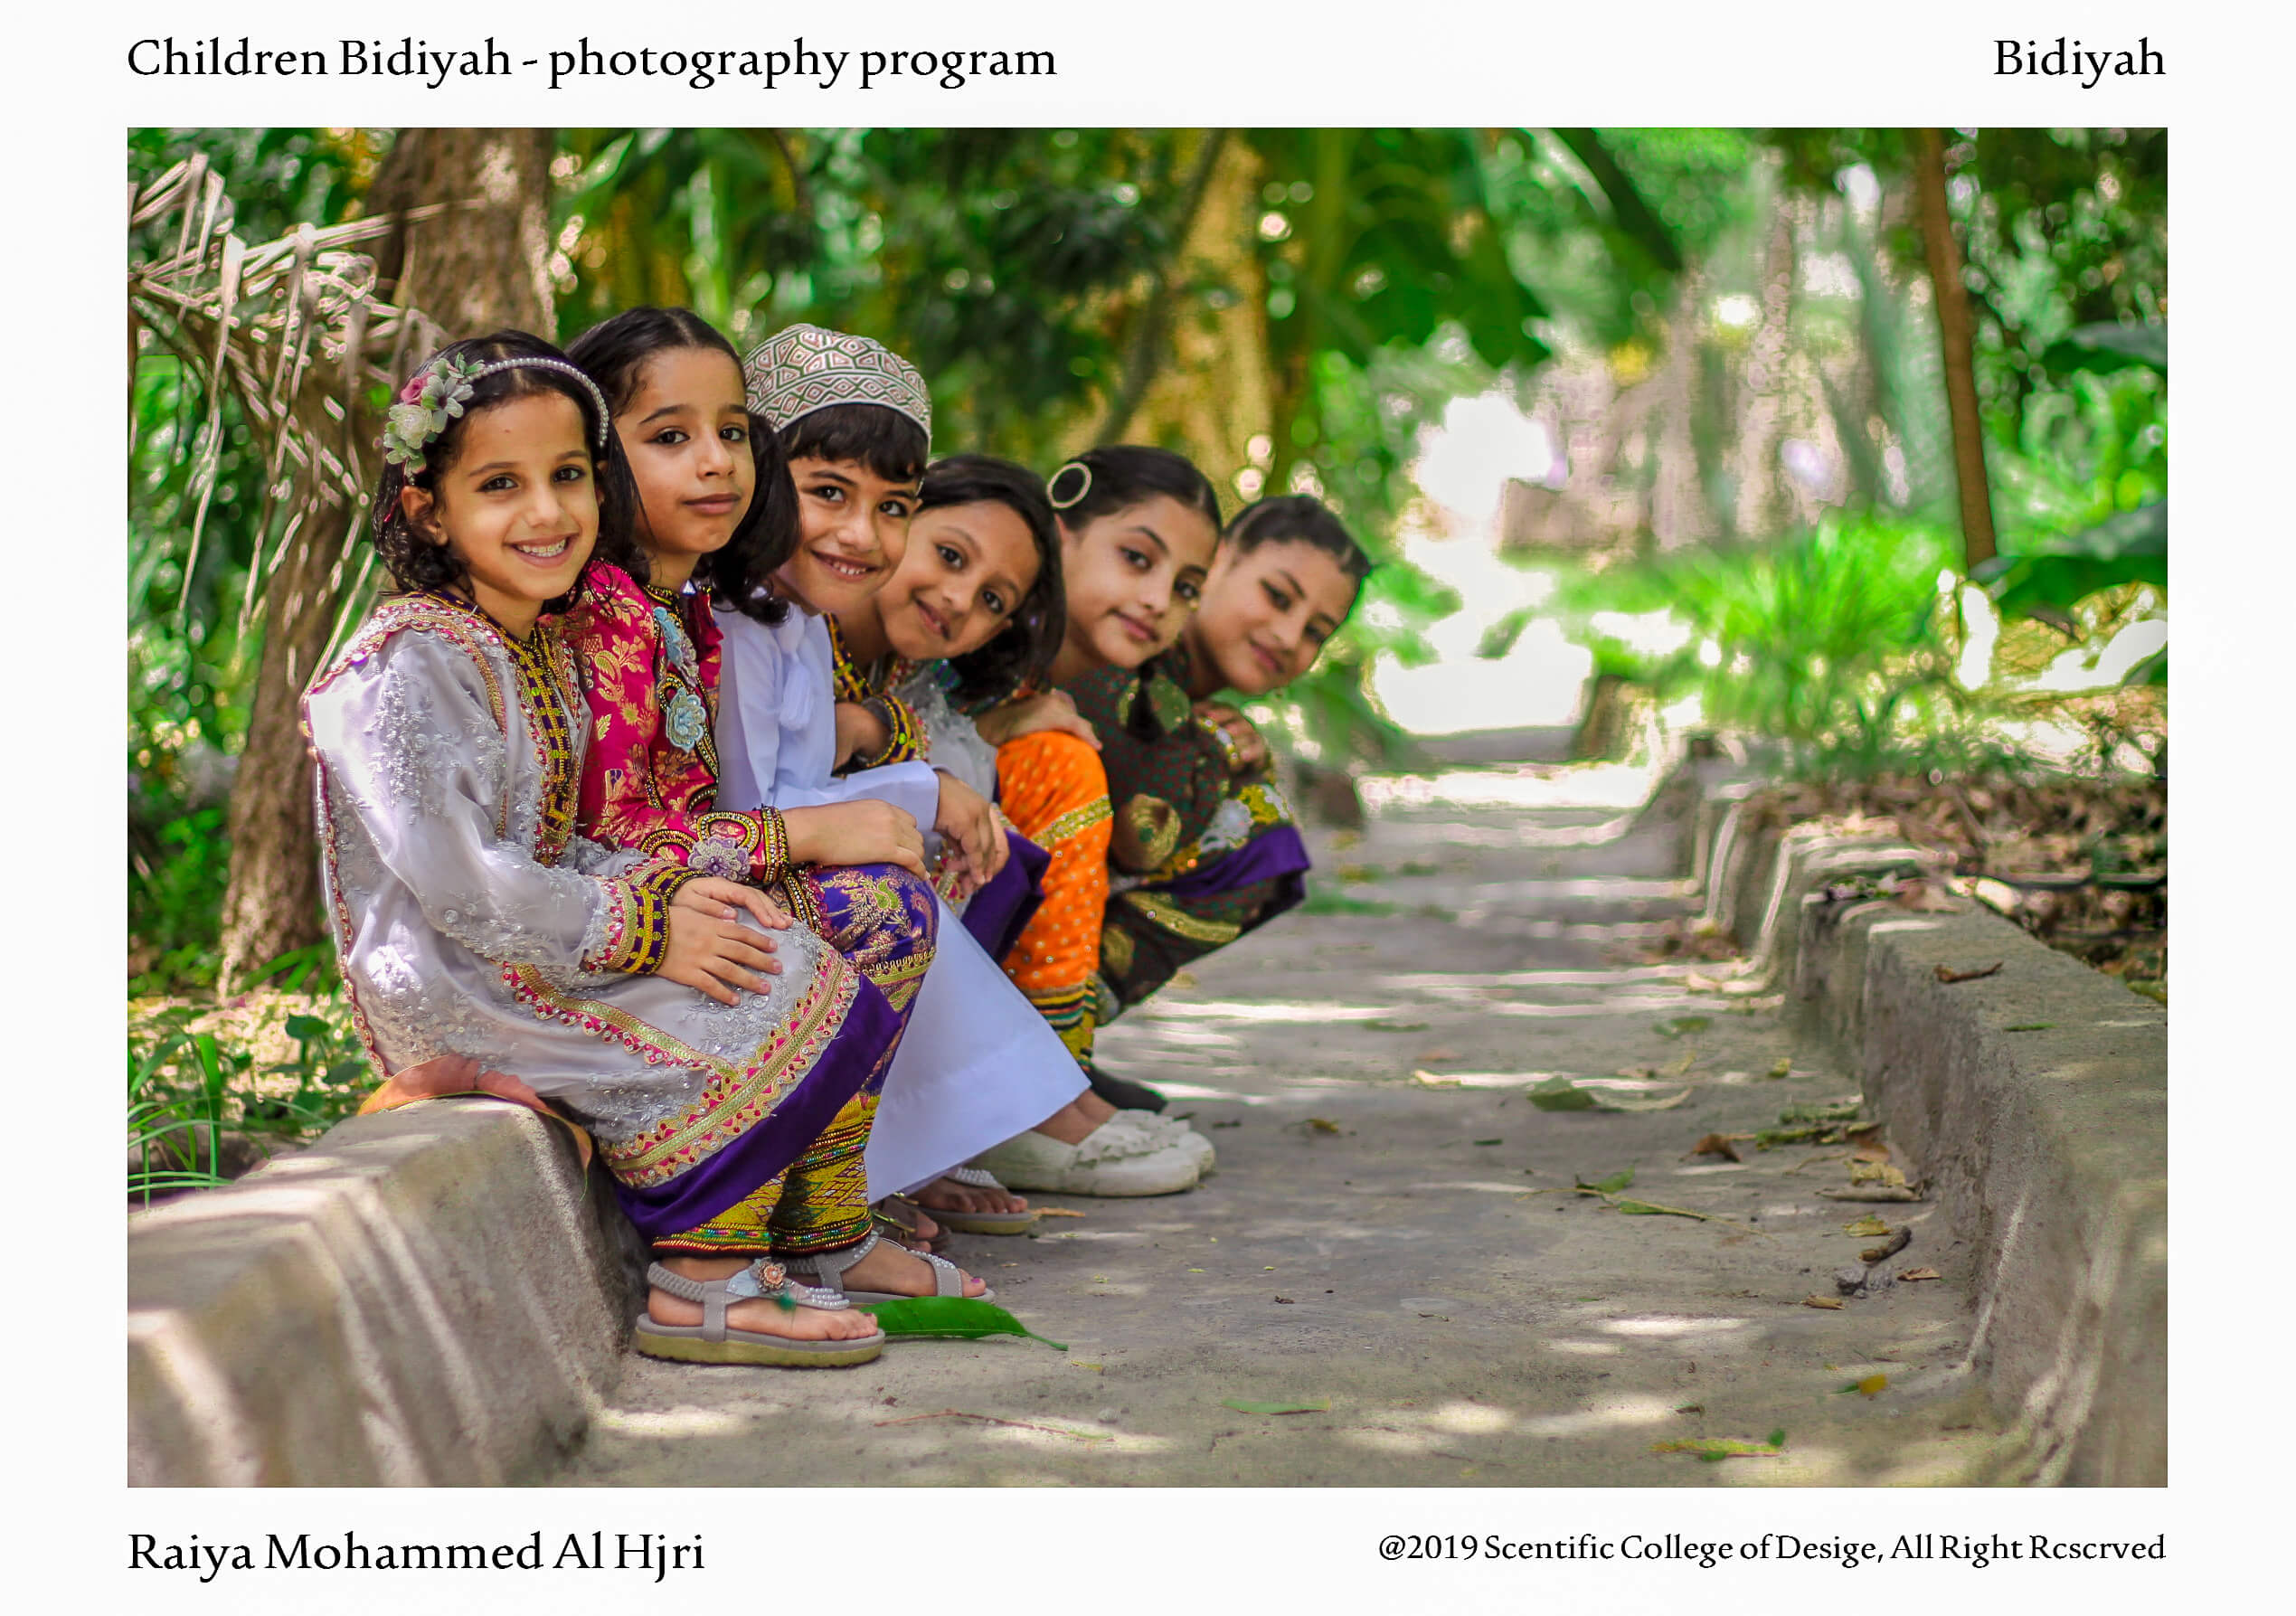 Children Bidiyah - photography program
Bidiyah
Raiya Mohammed Al Hjri
@2019 Scentific College of Desige, All Right Rcscrved